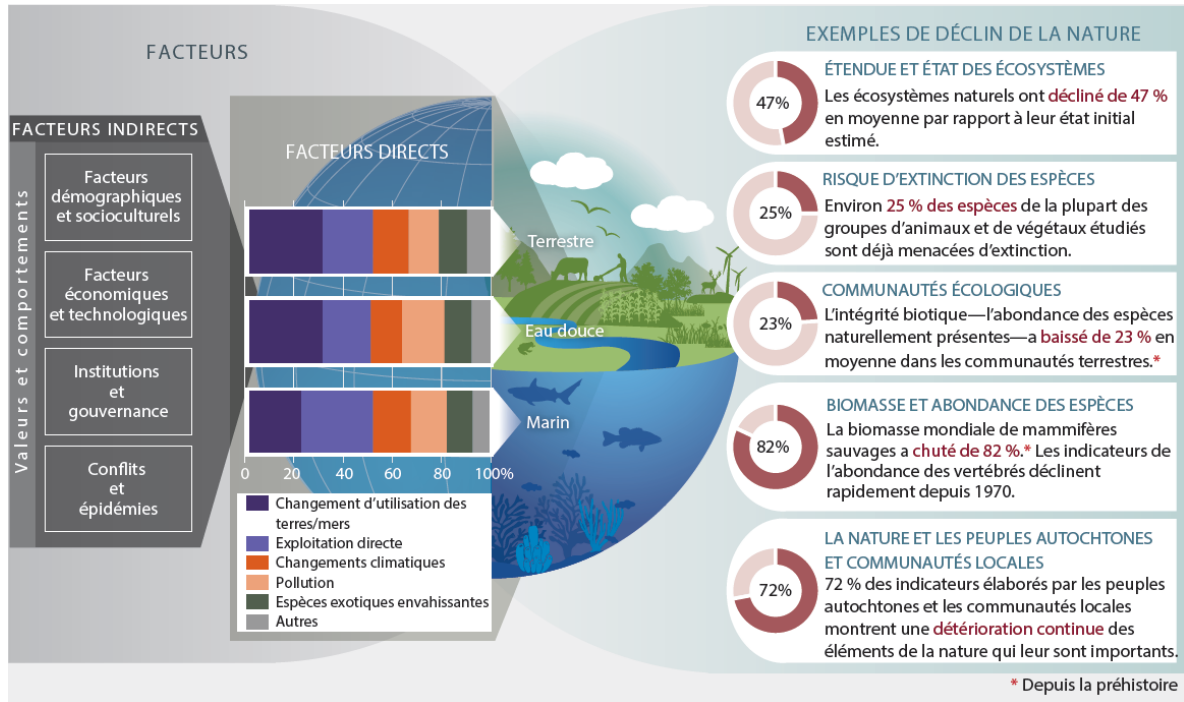 FACTEURS
FACTEURS INDIRECTS
Valeurs et comportements
Facteurs
démographiques
et socioculturels
Facteurs
économiques
et technologiques
Institutions
et
gouvernance
Conflits
et
épidémies
FACTEURS DIRECTS
0 20 40 60 80 100%
Terrestre
Eau douce
Marin
0 20 40 60 80 100%
Changement d'utilisation des
terres/mers
Exploitation directe
Changements climatiques
Pollution
Espèces exotiques envahissantes
Autres
EXEMPLES DE DÉCLIN DE LA NATURE
47%
ÉTENDUE ET ÉTAT DES ÉCOSYSTÈMES
Les écosystèmes naturels ont décliné de 47 %
en moyenne par rapport à leur état initial
estimé.
25%
RISQUE D'EXTINCTION DES ESPÈCES
Environ 25 % des espèces de la plupart des
groupes d'animaux et de végétaux étudiés
sont déjà menacées d'extinction.
23%
COMMUNAUTÉS ÉCOLOGIQUES
L'intégrité biotique—l'abondance des espèces
naturellement présentes—a baissé de 23 % en
moyenne dans les communautés terrestres.*
82%
BIOMASSE ET ABONDANCE DES ESPÈCES
La biomasse mondiale de mammifères
sauvages a chuté de 82 %.* Les indicateurs de
l'abondance des vertébrés déclinent
rapidement depuis 1970.
72%
LA NATURE ET LES PEUPLES AUTOCHTONES
ET COMMUNAUTÉS LOCALES
72 % des indicateurs élaborés par les peuples
autochtones et les communautés locales
montrent une détérioration continue des
éléments de la nature qui leur sont importants.
* Depuis la préhistoire